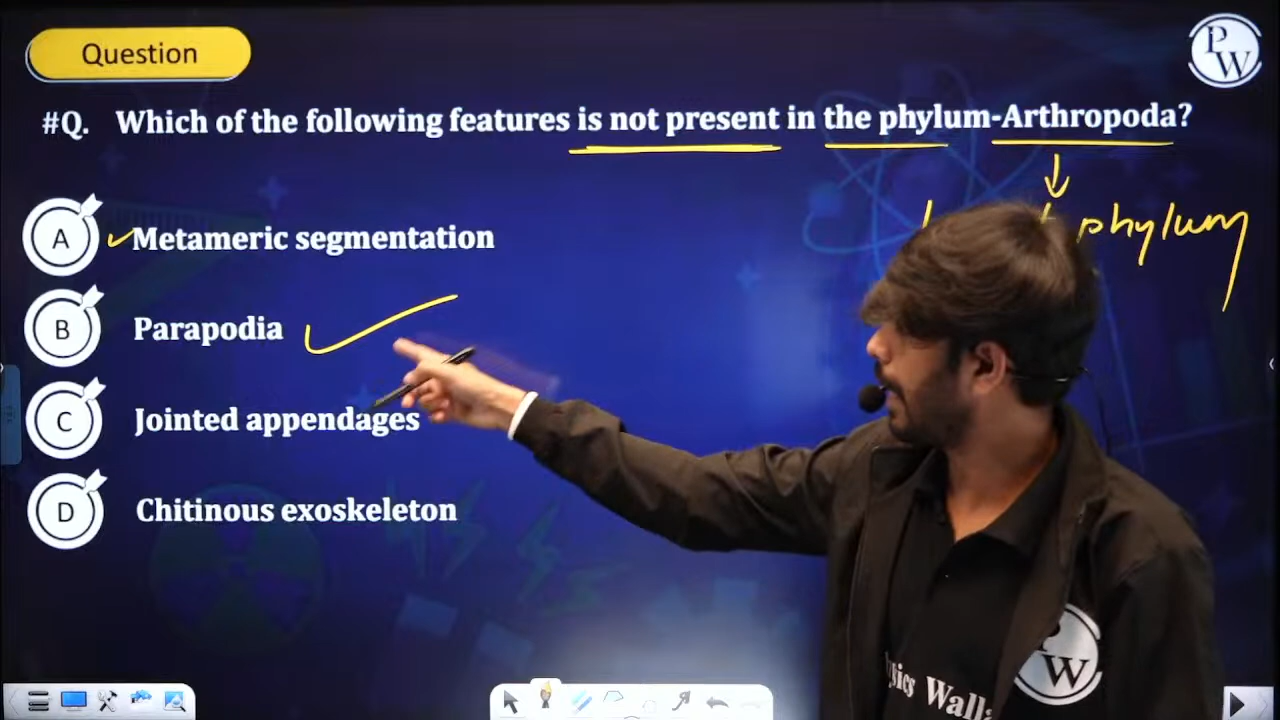 Question
P
W
#Q. Which of the following features is not present in the phylum-Arthropoda?
phylum
A Metameric segmentation
B Parapodia
C Jointed appendages
D Chitinous exoskeleton
P
W
Walla